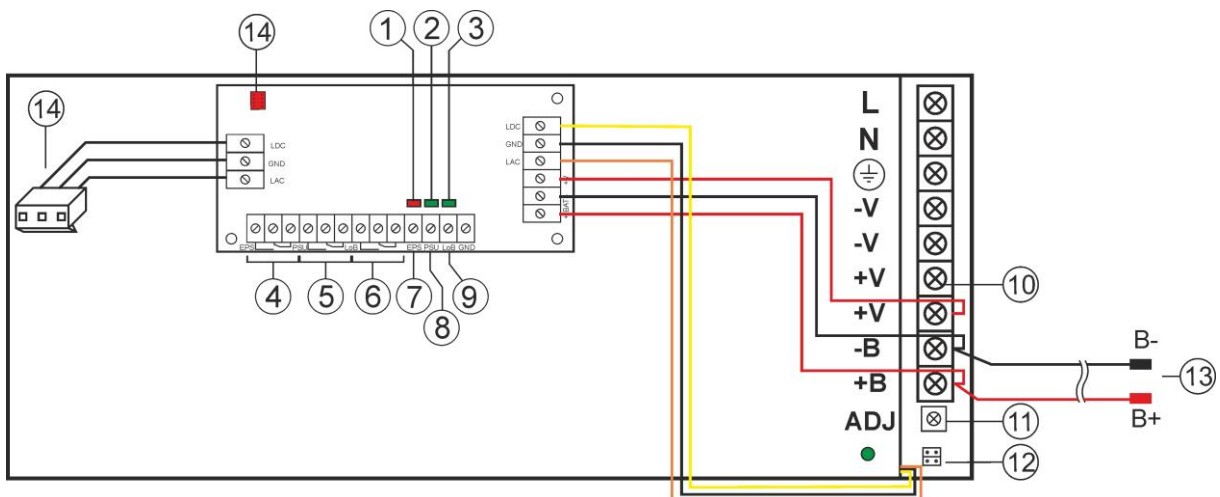 1 2 3
14
14
LDC
GND
LAC
LDC
GND
LAC
+V
BAT
EPS PSU LoB EPS PSU LoB GND
4 5 6 7 8 9
L
N
-V
-V
+V
+V
-B
+B
ADJ
10
11
12
13
B-
B+